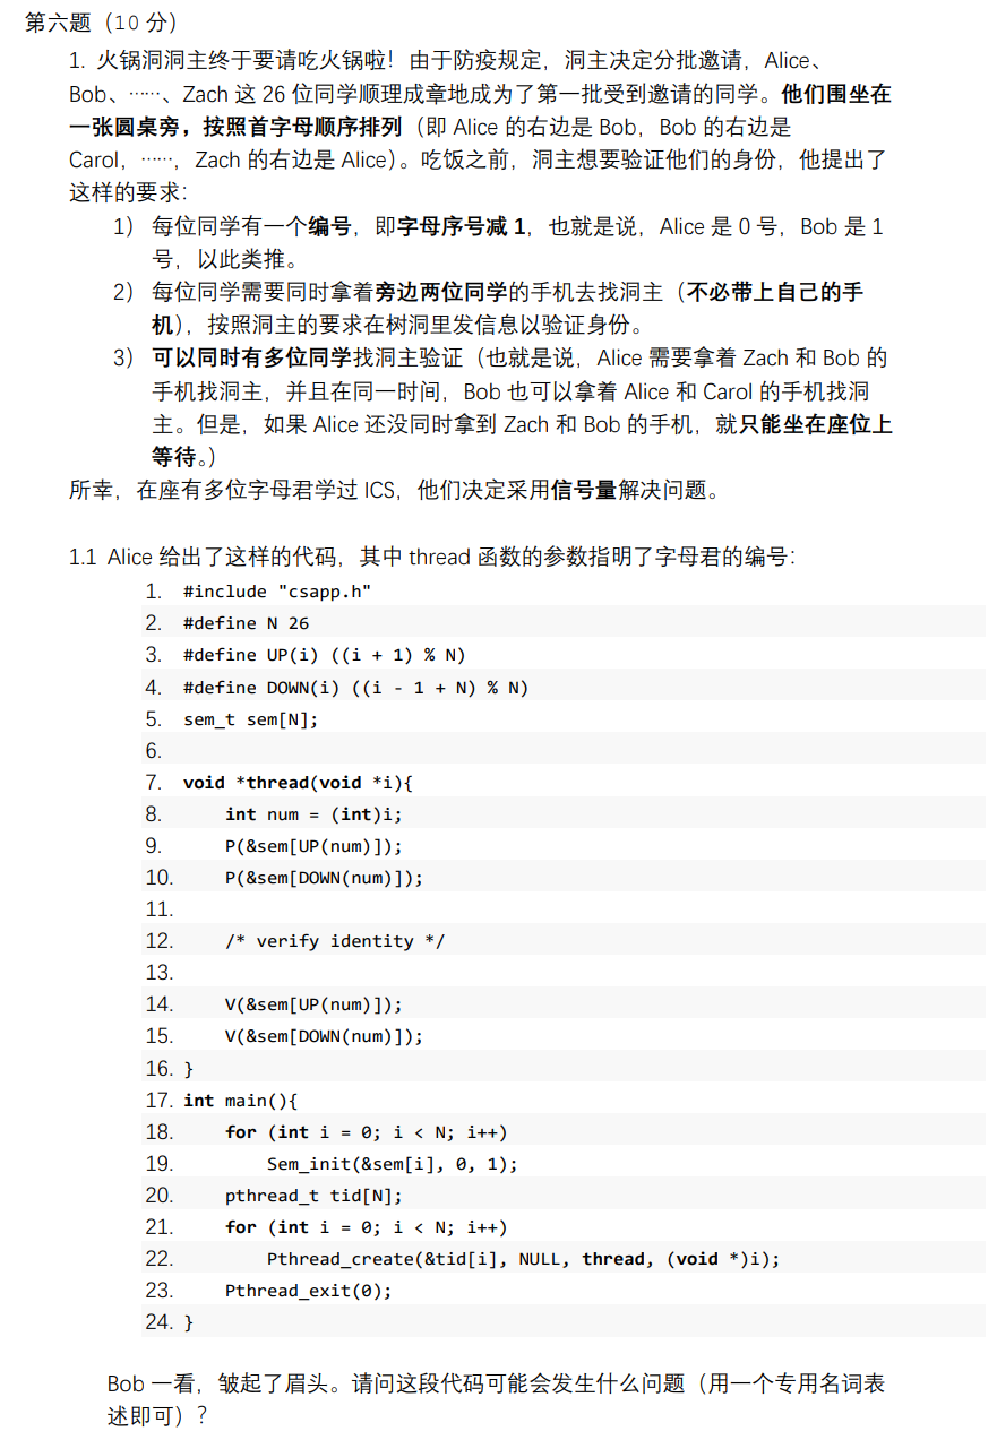 第六题（10 分）
1. 火锅洞洞主终于要请吃火锅啦！由于防疫规定，洞主决定分批邀请，Alice、
Bob、……、Zach 这 26 位同学顺理成章地成为了第一批受到邀请的同学。他们围坐在
一张圆桌旁，按照首字母顺序排列（即 Alice 的右边是 Bob，Bob 的右边是
Carol，……，Zach 的右边是 Alice）。吃饭之前，洞主想要验证他们的身份，他提出了
这样的要求：
1） 每位同学有一个编号，即字母序号减 1，也就是说，Alice 是 0 号，Bob 是 1
号，以此类推。
2） 每位同学需要同时拿着旁边两位同学的手机去找洞主（不必带上自己的手
机），按照洞主的要求在树洞里发信息以验证身份。
3） 可以同时有多位同学找洞主验证（也就是说，Alice 需要拿着 Zach 和 Bob 的
手机找洞主，并且在同一时间，Bob 也可以拿着 Alice 和 Carol 的手机找洞
主。但是，如果 Alice 还没同时拿到 Zach 和 Bob 的手机，就只能坐在座位上
等待。）
所幸，在座有多位字母君学过 ICS，他们决定采用信号量解决问题。
1.1 Alice 给出了这样的代码，其中 thread 函数的参数指明了字母君的编号：
1. #include "csapp.h"
2. #define N 26
3. #define UP(i) ((i + 1) % N)
4. #define DOWN(i) ((i - 1 + N) % N)
5. sem_t sem[N];
6.
7. void *thread(void *i){
8. int num = (int)i;
9. P(&sem[UP(num)]);
10. P(&sem[DOWN(num)]);
11.
12. /* verify identity */
13.
14. V(&sem[UP(num)]);
15. V(&sem[DOWN(num)]);
16. }
17. int main(){
18. for (int i = 0; i < N; i++)
19. Sem_init(&sem[i], 0, 1);
20. pthread_t tid[N];
21. for (int i = 0; i < N; i++)
22. Pthread_create(&tid[i], NULL, thread, (void *)i);
23. Pthread_exit(0);
24. }
Bob 一看，皱起了眉头。请问这段代码可能会发生什么问题（用一个专用名词表
述即可）？